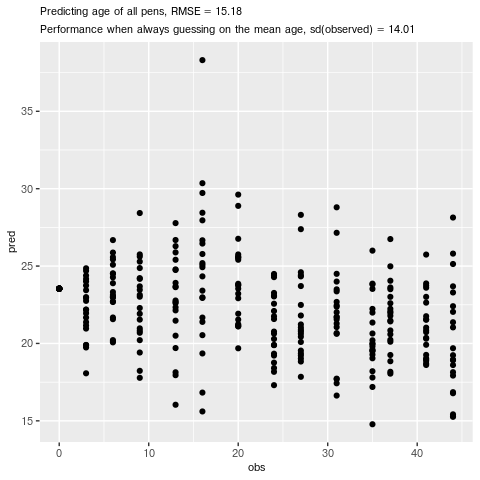 Predicting age of all pens, RMSE = 15.18
Performance when always guessing on the mean age, sd(observed) = 14.01
35
30
25
20
15
pred
0 10 20 30 40
obs